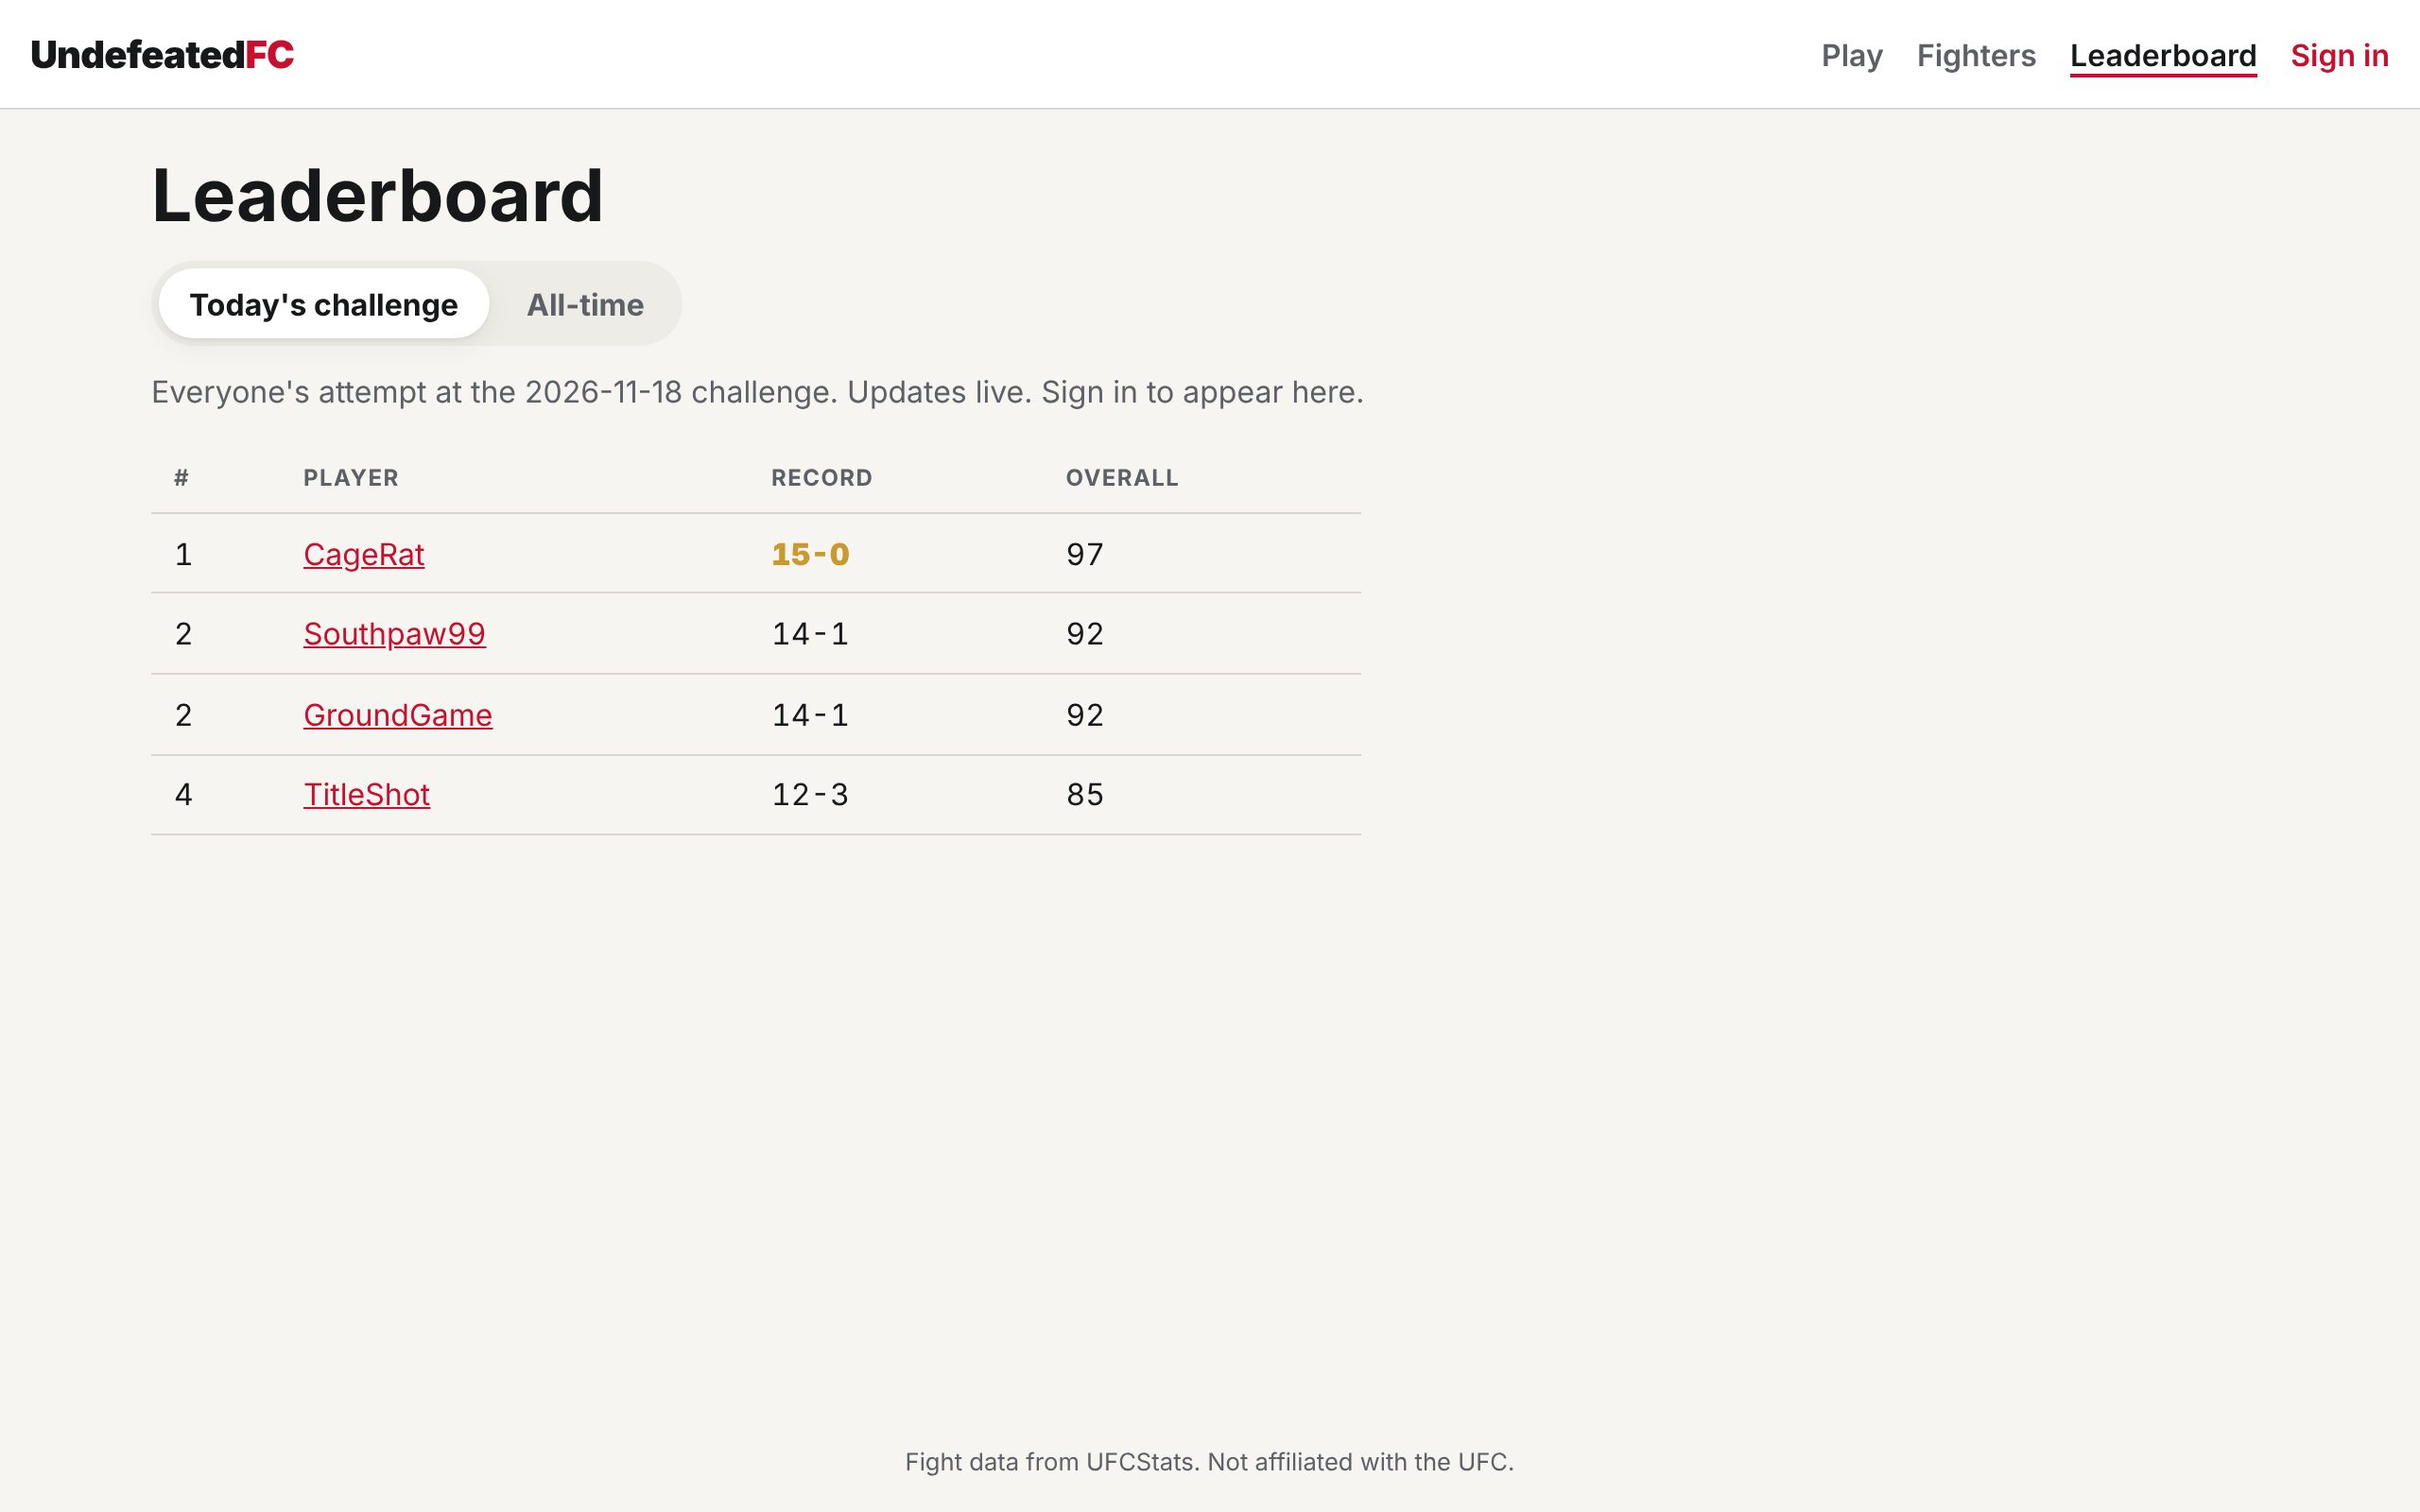 UndefeatedFC
Play Fighters Leaderboard Sign in
Leaderboard
Today's challenge All-time
Everyone's attempt at the 2026-11-18 challenge. Updates live. Sign in to appear here.
# PLAYER RECORD OVERALL
1 CageRat 15-0 97
2 Southpaw99 14-1 92
2 GroundGame 14-1 92
4 TitleShot 12-3 85
Fight data from UFCStats. Not affiliated with the UFC.